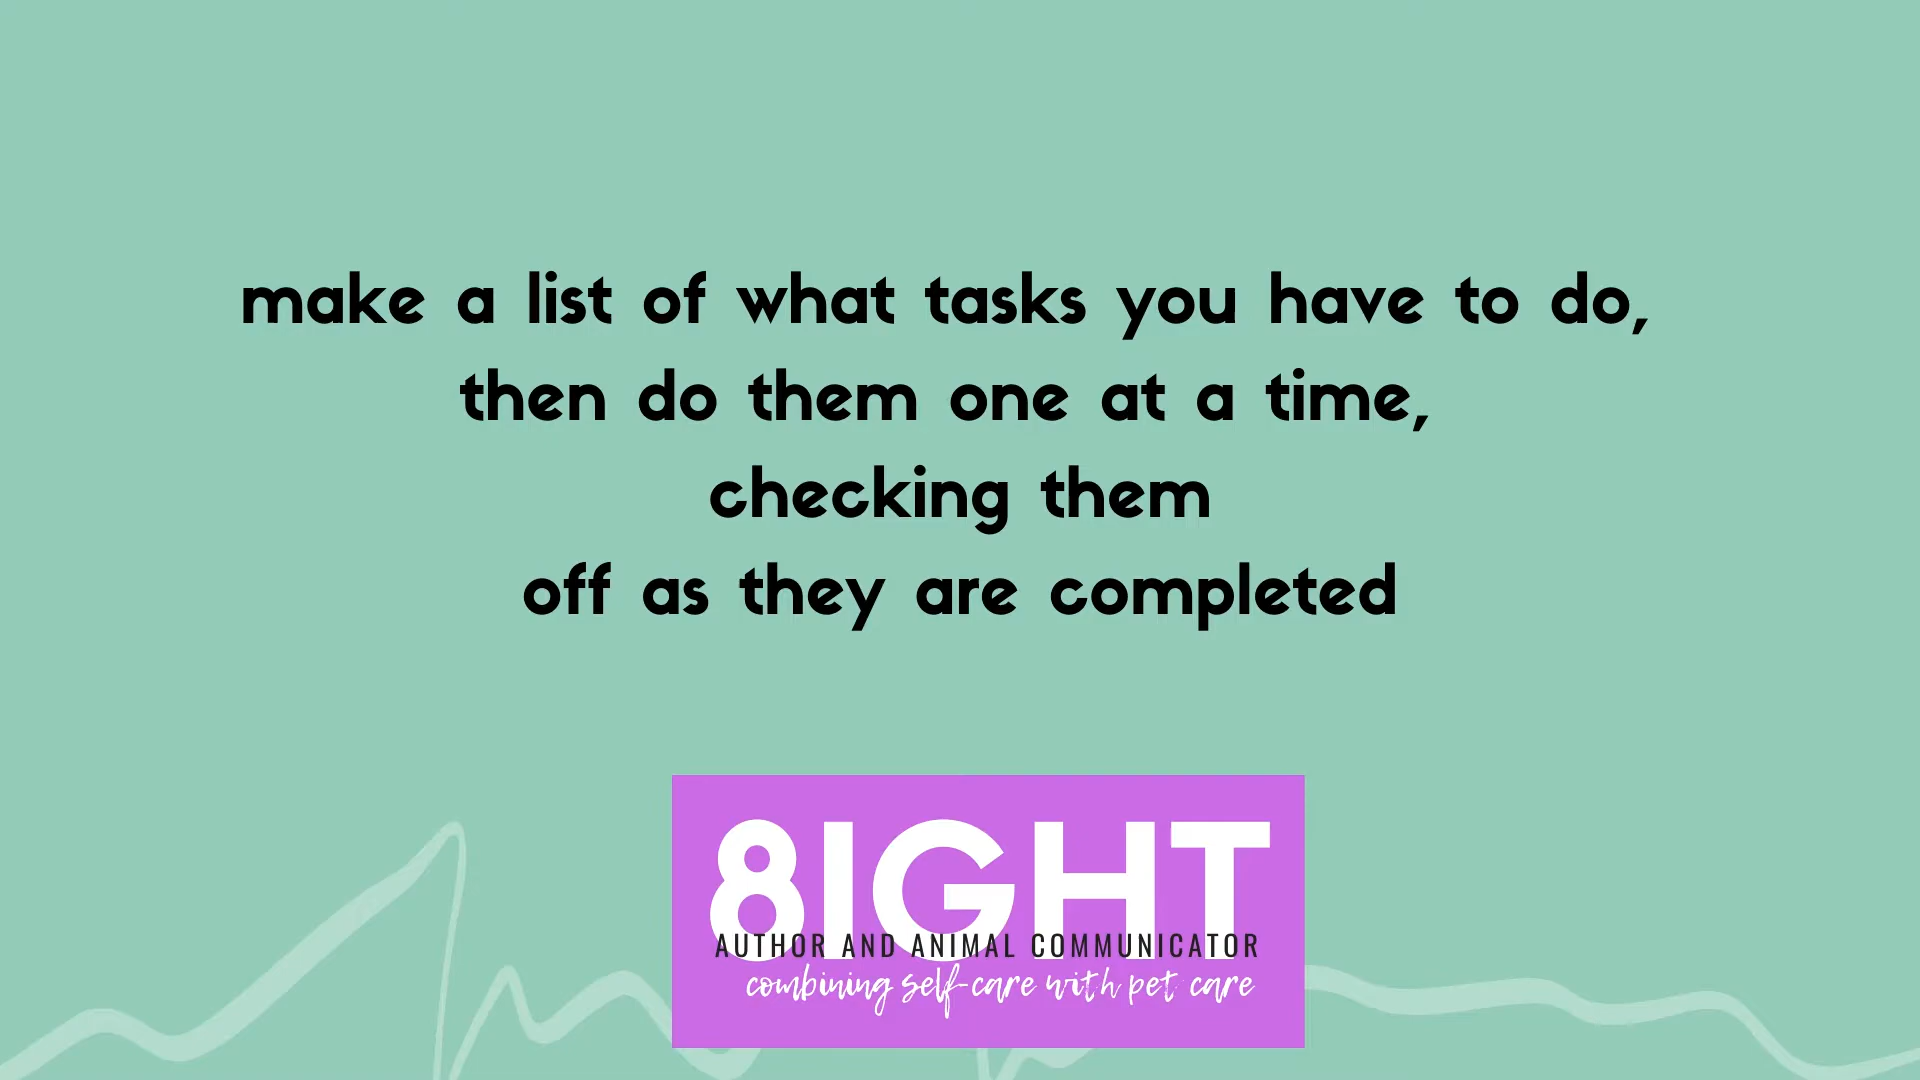 make a list of what tasks you have to do,
then do them one at a time,
checking them
off as they are completed
8IGHT
AUTHOR AND ANIMAL COMMUNICATOR
combining self-care with pet care